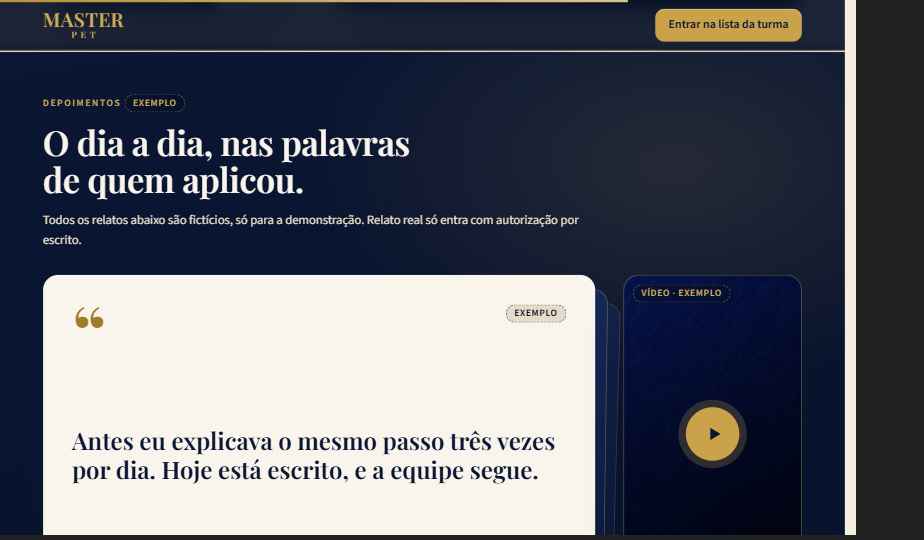 MASTER
PET
Entrar na lista da turma
DEPOIMENTOS EXEMPLO
O dia a dia, nas palavras
de quem aplicou.
Todos os relatos abaixo são fictícios, só para a demonstração. Relato real só entra com autorização por
escrito.
“
EXEMPLO
VÍDEO · EXEMPLO
Antes eu explicava o mesmo passo três vezes
por dia. Hoje está escrito, e a equipe segue.